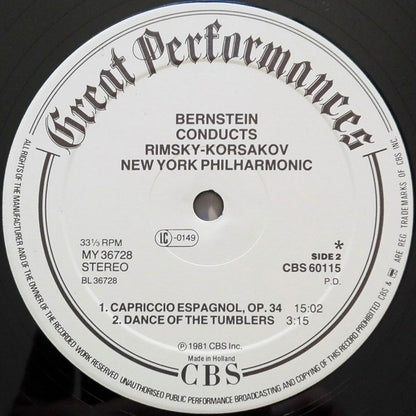 Great Performances
BERNSTEIN
CONDUCTS
RIMSKY-KORSAKOV
NEW YORK PHILHARMONIC
33⅓ RPM
MY 36728
STEREO
BL 36728
LC -0149
*
SIDE 2
CBS 60115
P.D.
1. CAPRICCIO ESPAGNOL, OP. 34 15:02
2. DANCE OF THE TUMBLERS 3:15
℗ 1981 CBS Inc.
Made in Holland
CBS
ALL RIGHTS OF THE MANUFACTURER AND OF THE OWNER OF THE RECORDED WORK RESERVED UNAUTHORISED PUBLIC PERFORMANCE BROADCASTING AND COPYING OF THIS RECORD PROHIBITED CBS & ARE REG. TRADEMARKS OF CBS INC.